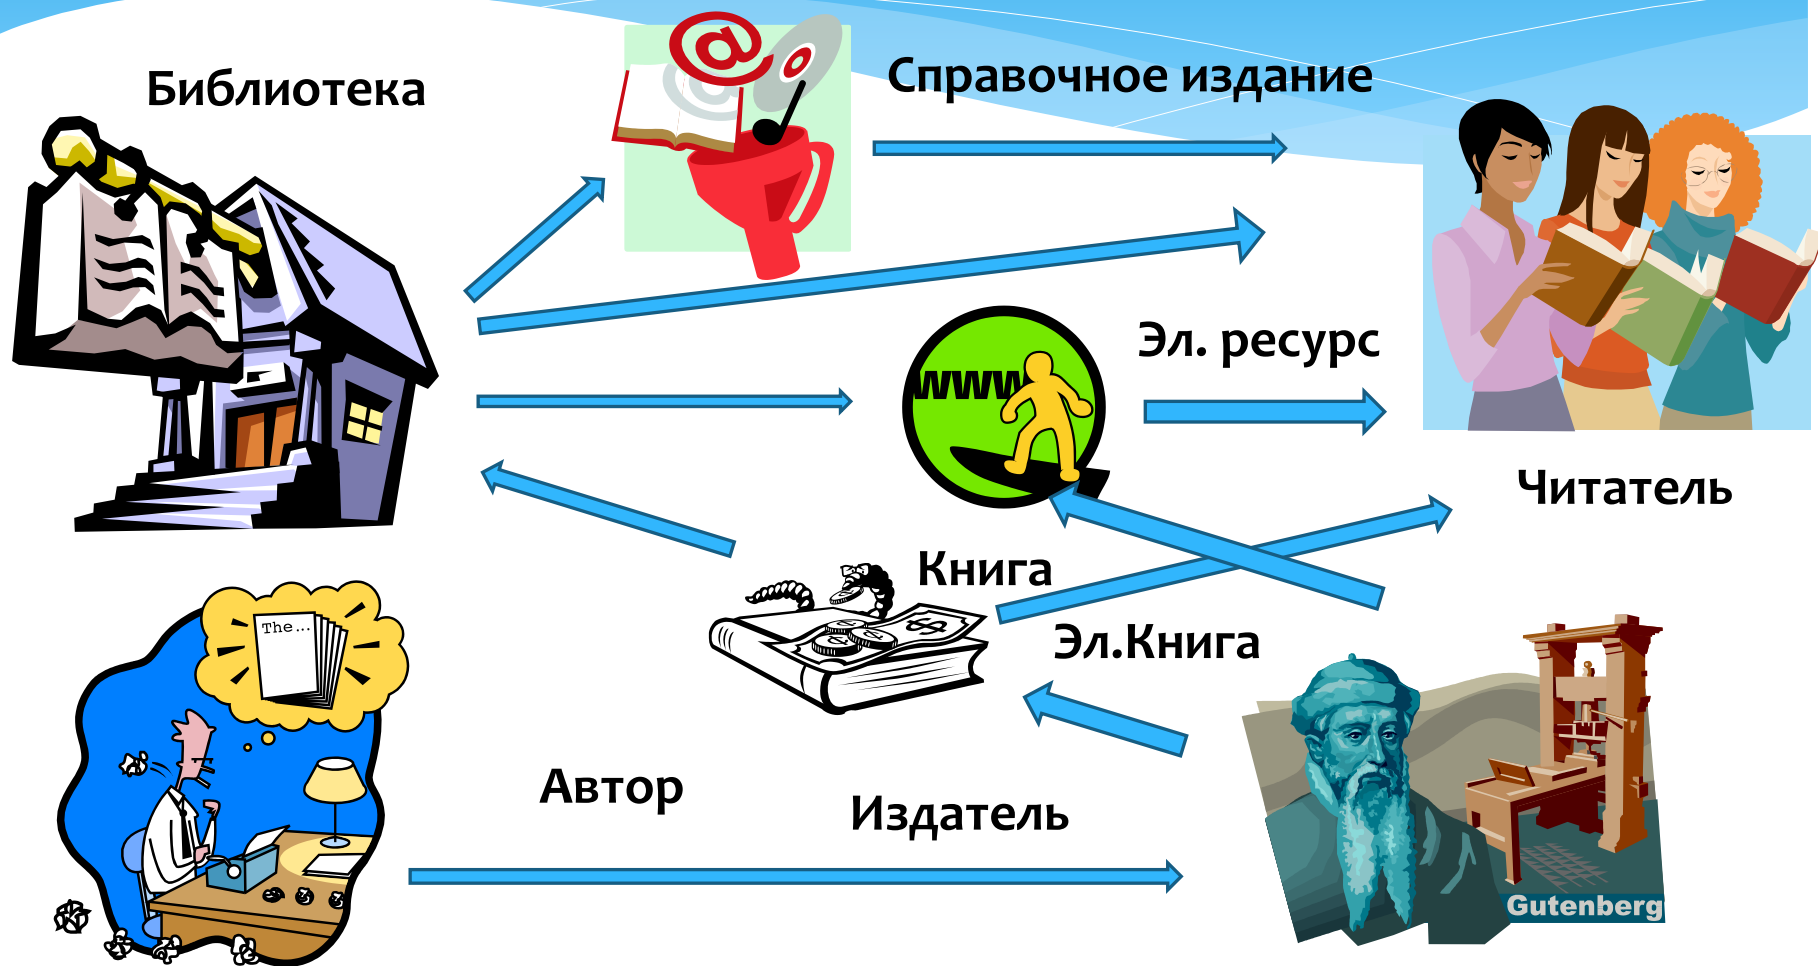 Библиотека
Справочное издание
www
Эл. ресурс
Читатель
Книга
The...
Эл.Книга
Автор
Издатель
Gutenberg